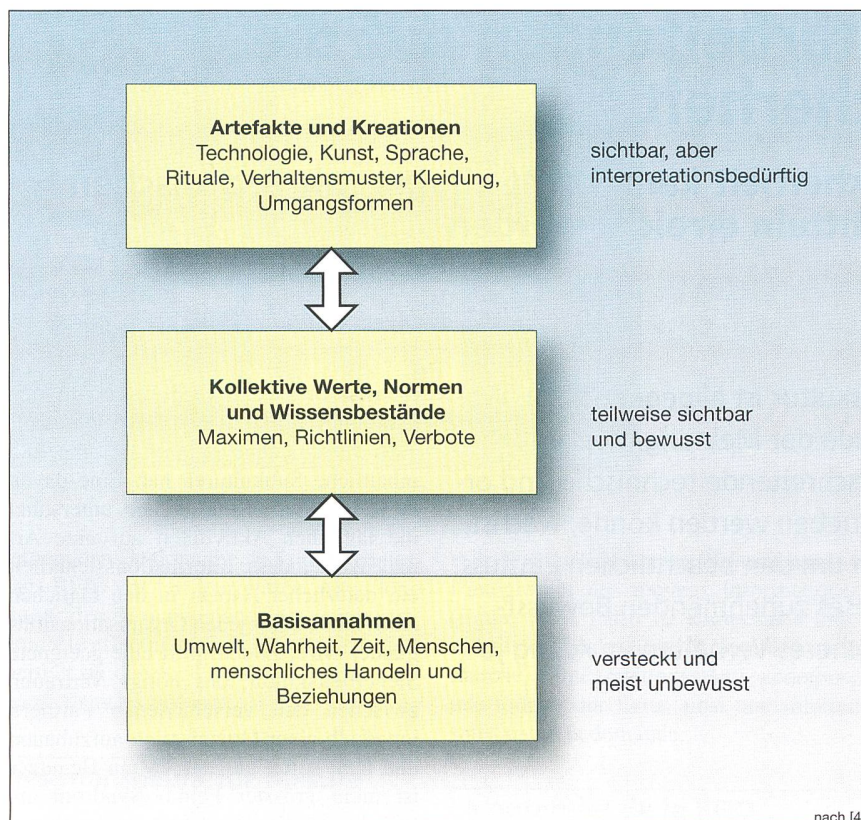 Artefakte und Kreationen
Technologie, Kunst, Sprache,
Rituale, Verhaltensmuster, Kleidung,
Umgangsformen
sichtbar, aber
interpretationsbedürftig
Kollektive Werte, Normen
und Wissensbestände
Maximen, Richtlinien, Verbote
teilweise sichtbar
und bewusst
Basisannahmen
Umwelt, Wahrheit, Zeit, Menschen,
menschliches Handeln und
Beziehungen
versteckt und
meist unbewusst
nach [4